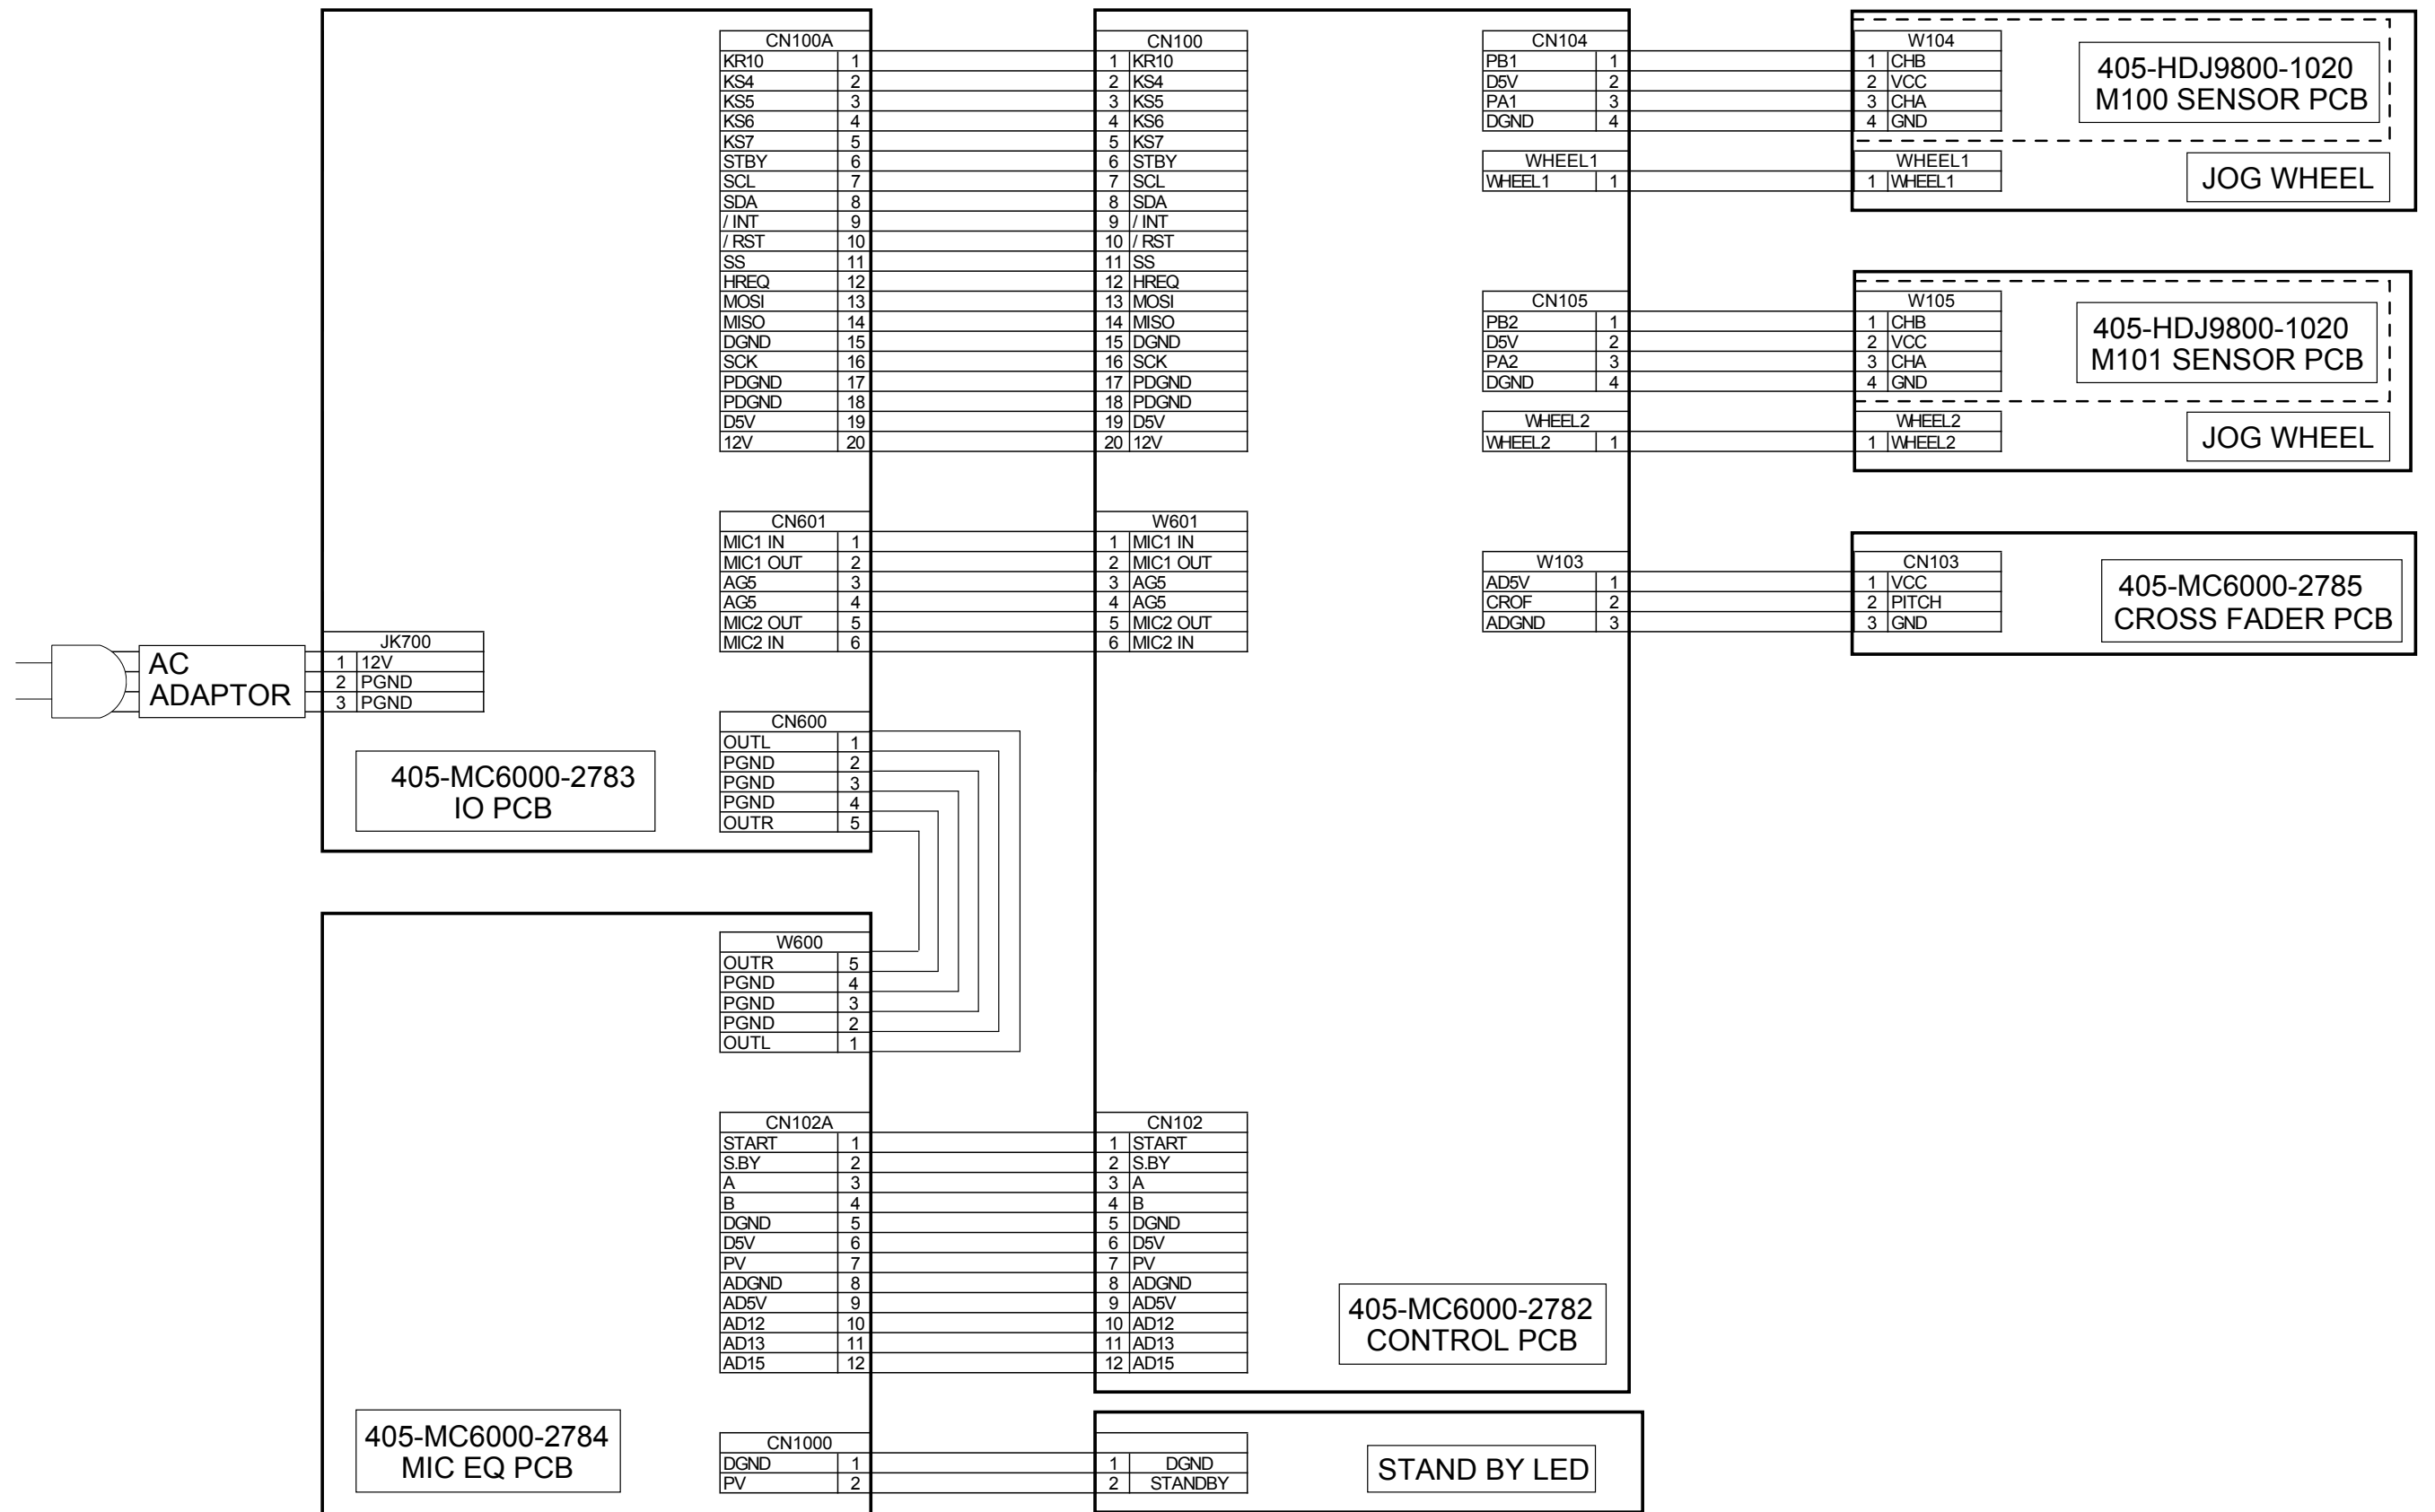 CN100A
KR10 1
KS4 2
KS5 3
KS6 4
KS7 5
STBY 6
SCL 7
SDA 8
/ INT 9
/ RST 10
SS 11
HREQ 12
MOSI 13
MISO 14
DGND 15
SCK 16
PDGND 17
PDGND 18
D5V 19
12V 20
CN100
1 KR10
2 KS4
3 KS5
4 KS6
5 KS7
6 STBY
7 SCL
8 SDA
9 / INT
10 / RST
11 SS
12 HREQ
13 MOSI
14 MISO
15 DGND
16 SCK
17 PDGND
18 PDGND
19 D5V
20 12V
CN104
PB1 1
D5V 2
PA1 3
DGND 4
WHEEL1
WHEEL1 1
W104
1 CHB
2 VCC
3 CHA
4 GND
WHEEL1
1 WHEEL1
405-HDJ9800-1020
M100 SENSOR PCB
JOG WHEEL
CN105
PB2 1
D5V 2
PA2 3
DGND 4
WHEEL2
WHEEL2 1
W105
1 CHB
2 VCC
3 CHA
4 GND
WHEEL2
1 WHEEL2
405-HDJ9800-1020
M101 SENSOR PCB
JOG WHEEL
CN601
MIC1 IN 1
MIC1 OUT 2
AG5 3
AG5 4
MIC2 OUT 5
MIC2 IN 6
W601
1 MIC1 IN
2 MIC1 OUT
3 AG5
4 AG5
5 MIC2 OUT
6 MIC2 IN
W103
AD5V 1
CROF 2
ADGND 3
CN103
1 VCC
2 PITCH
3 GND
405-MC6000-2785
CROSS FADER PCB
AC
ADAPTOR
JK700
1 12V
2 PGND
3 PGND
405-MC6000-2783
IO PCB
CN600
OUTL 1
PGND 2
PGND 3
PGND 4
OUTR 5
W600
OUTR 5
PGND 4
PGND 3
PGND 2
OUTL 1
CN102A
START 1
S.BY 2
A 3
B 4
DGND 5
D5V 6
PV 7
ADGND 8
AD5V 9
AD12 10
AD13 11
AD15 12
CN102
1 START
2 S.BY
3 A
4 B
5 DGND
6 D5V
7 PV
8 ADGND
9 AD5V
10 AD12
11 AD13
12 AD15
405-MC6000-2782
CONTROL PCB
405-MC6000-2784
MIC EQ PCB
CN1000
DGND 1
PV 2
1 DGND
2 STANDBY
STAND BY LED